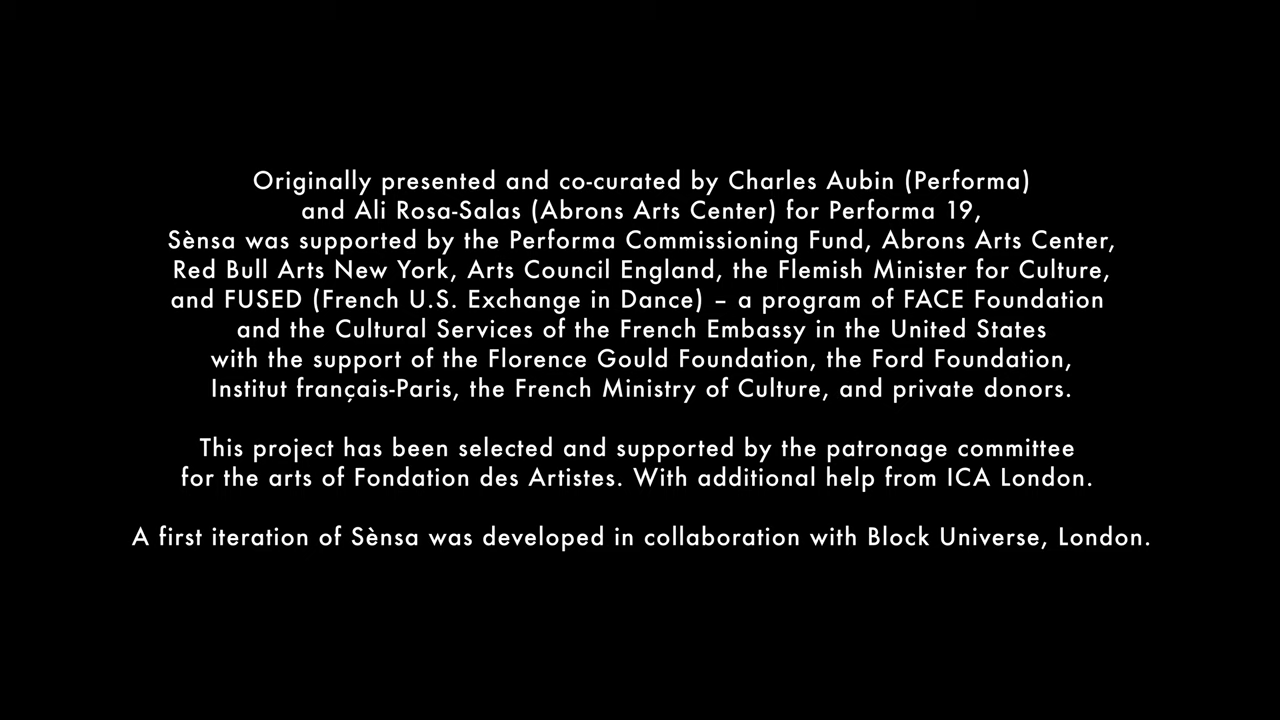 Originally presented and co-curated by Charles Aubin (Performa)
and Ali Rosa-Salas (Abrons Arts Center) for Performa 19,
Sènsa was supported by the Performa Commissioning Fund, Abrons Arts Center,
Red Bull Arts New York, Arts Council England, the Flemish Minister for Culture,
and FUSED (French U.S. Exchange in Dance) – a program of FACE Foundation
and the Cultural Services of the French Embassy in the United States
with the support of the Florence Gould Foundation, the Ford Foundation,
Institut français-Paris, the French Ministry of Culture, and private donors.
This project has been selected and supported by the patronage committee
for the arts of Fondation des Artistes. With additional help from ICA London.
A first iteration of Sènsa was developed in collaboration with Block Universe, London.